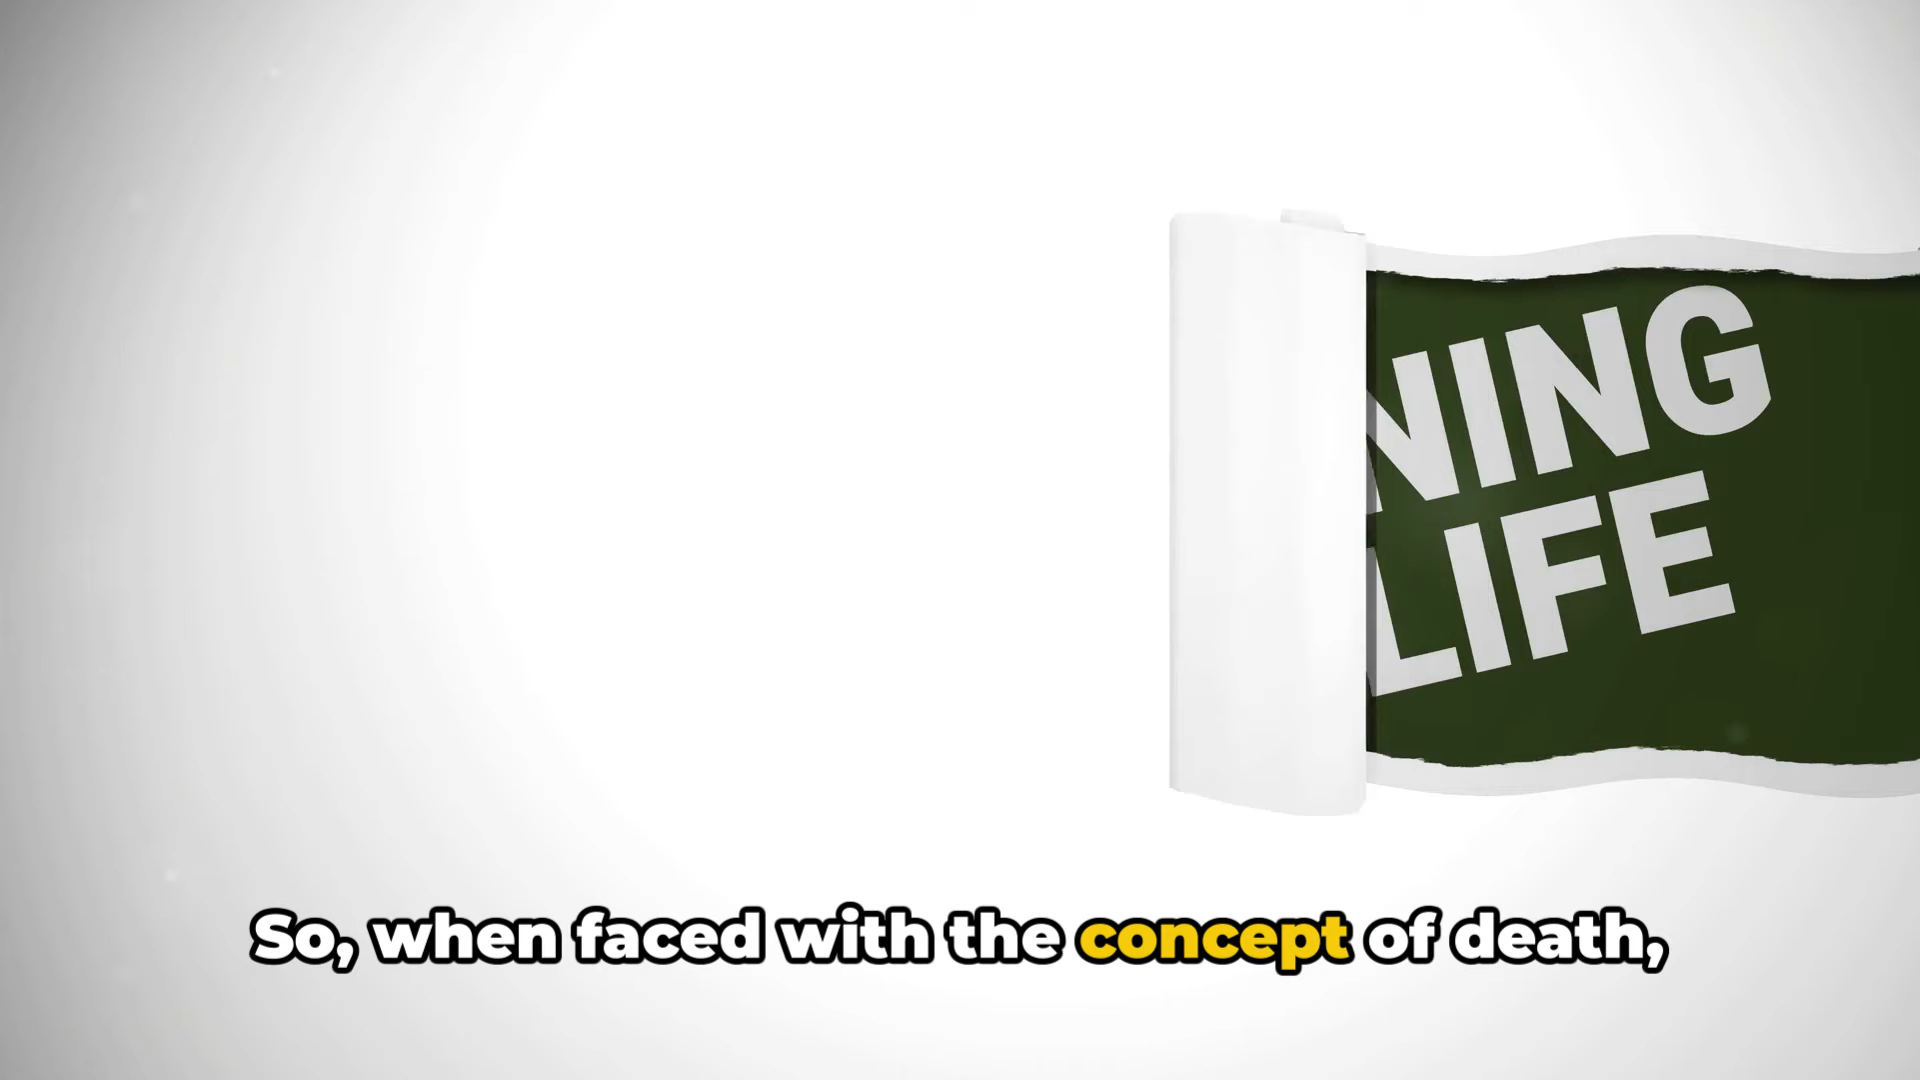 NING
LIFE
So, when faced with the concept of death,